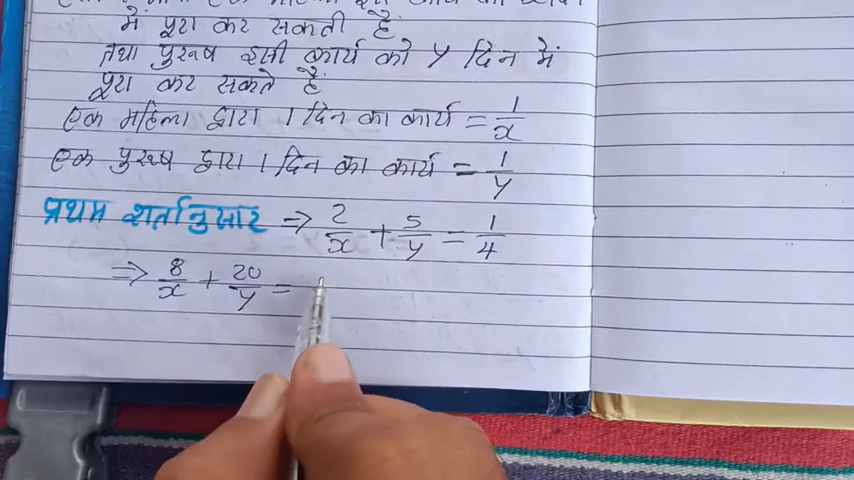 में पूरा कर सकती है
तथा पुरुष इसी कार्य को y दिन में
पूरा कर सकते हैं
एक महिला द्वारा 1 दिन का कार्य = 1/x
एक पुरुष द्वारा 1 दिन का कार्य = 1/y
प्रथम शर्तानुसार ⇒ 2/x + 5/y = 1/4
⇒ 8/x + 20/y =